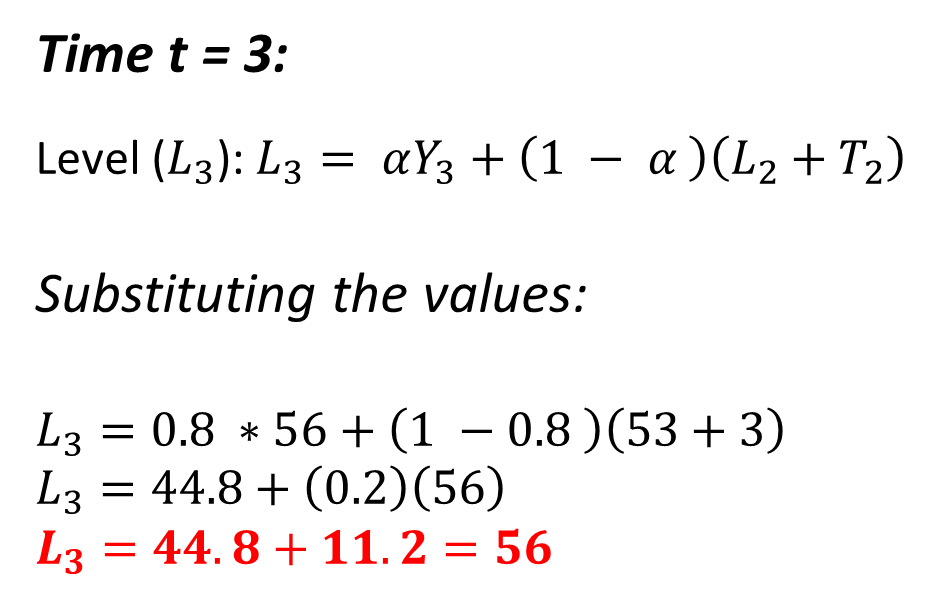 Time t = 3:
Level (L₃): L₃ = αY₃ + (1 − α )(L₂ + T₂)
Substituting the values:
L₃ = 0.8 * 56 + (1 − 0.8 )(53 + 3)
L₃ = 44.8 + (0.2)(56)
L₃ = 44. 8 + 11. 2 = 56